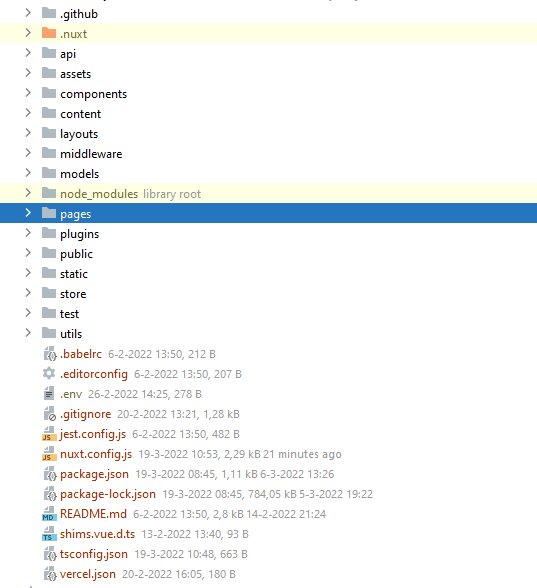 .github
.nuxt
api
assets
components
content
layouts
middleware
models
node_modules library root
pages
plugins
public
static
store
test
utils
.babelrc 6-2-2022 13:50, 212 B
.editorconfig 6-2-2022 13:50, 207 B
.env 26-2-2022 14:25, 278 B
.gitignore 20-2-2022 13:21, 1,28 kB
jest.config.js 6-2-2022 13:50, 482 B
nuxt.config.js 19-3-2022 10:53, 2,29 kB 21 minutes ago
package.json 19-3-2022 08:45, 1,11 kB 6-3-2022 13:26
package-lock.json 19-3-2022 08:45, 784,05 kB 5-3-2022 19:22
README.md 6-2-2022 13:50, 2,8 kB 14-2-2022 21:24
shims.vue.d.ts 13-2-2022 13:40, 93 B
tsconfig.json 19-3-2022 10:48, 663 B
vercel.json 20-2-2022 16:05, 180 B